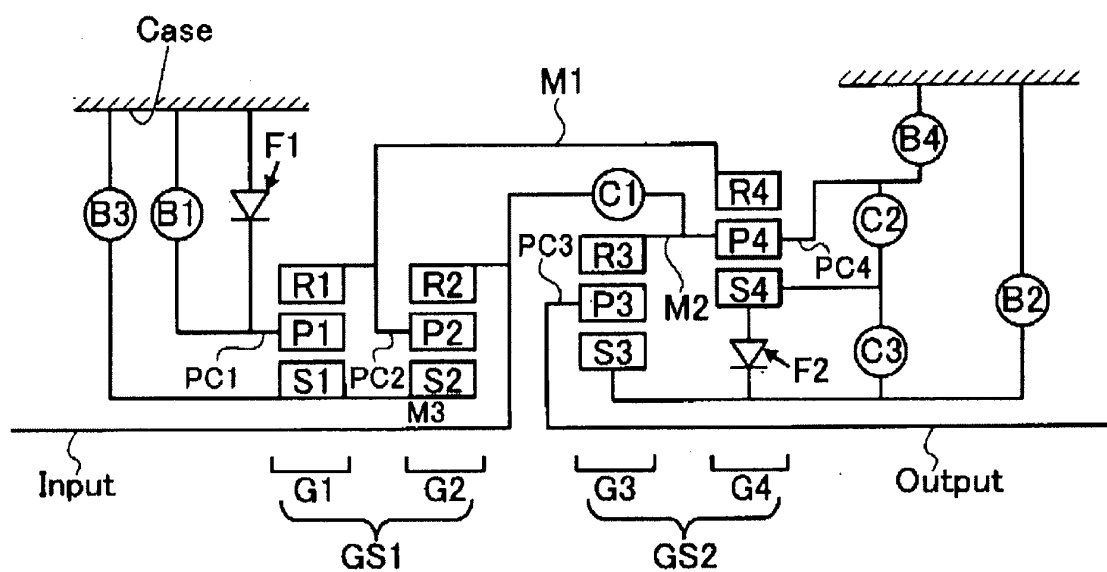 Case
M1
F1
B4
B3
B1
C1
R4
C2
PC3
P4
PC4
R1
R2
R3
M2
S4
B2
P1
P2
P3
S3
F2
C3
PC1
S1
PC2
S2
M3
Input
G1
G2
G3
G4
Output
GS1
GS2